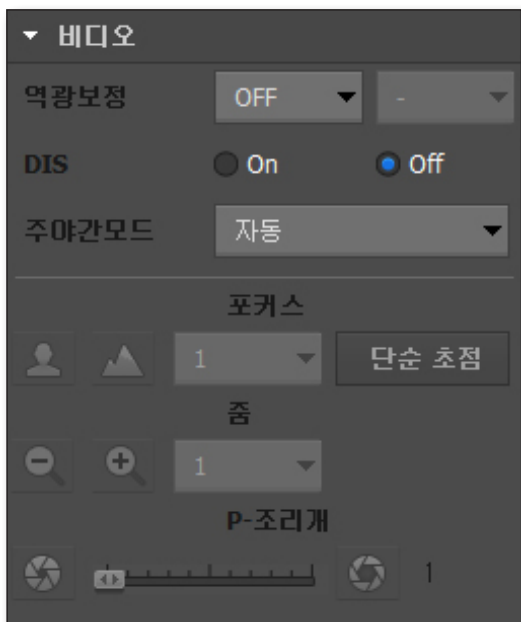 비디오
역광보정 OFF -
DIS On Off
주야간모드 자동
포커스
1 단순 초점
줌
1
P-조리개
1